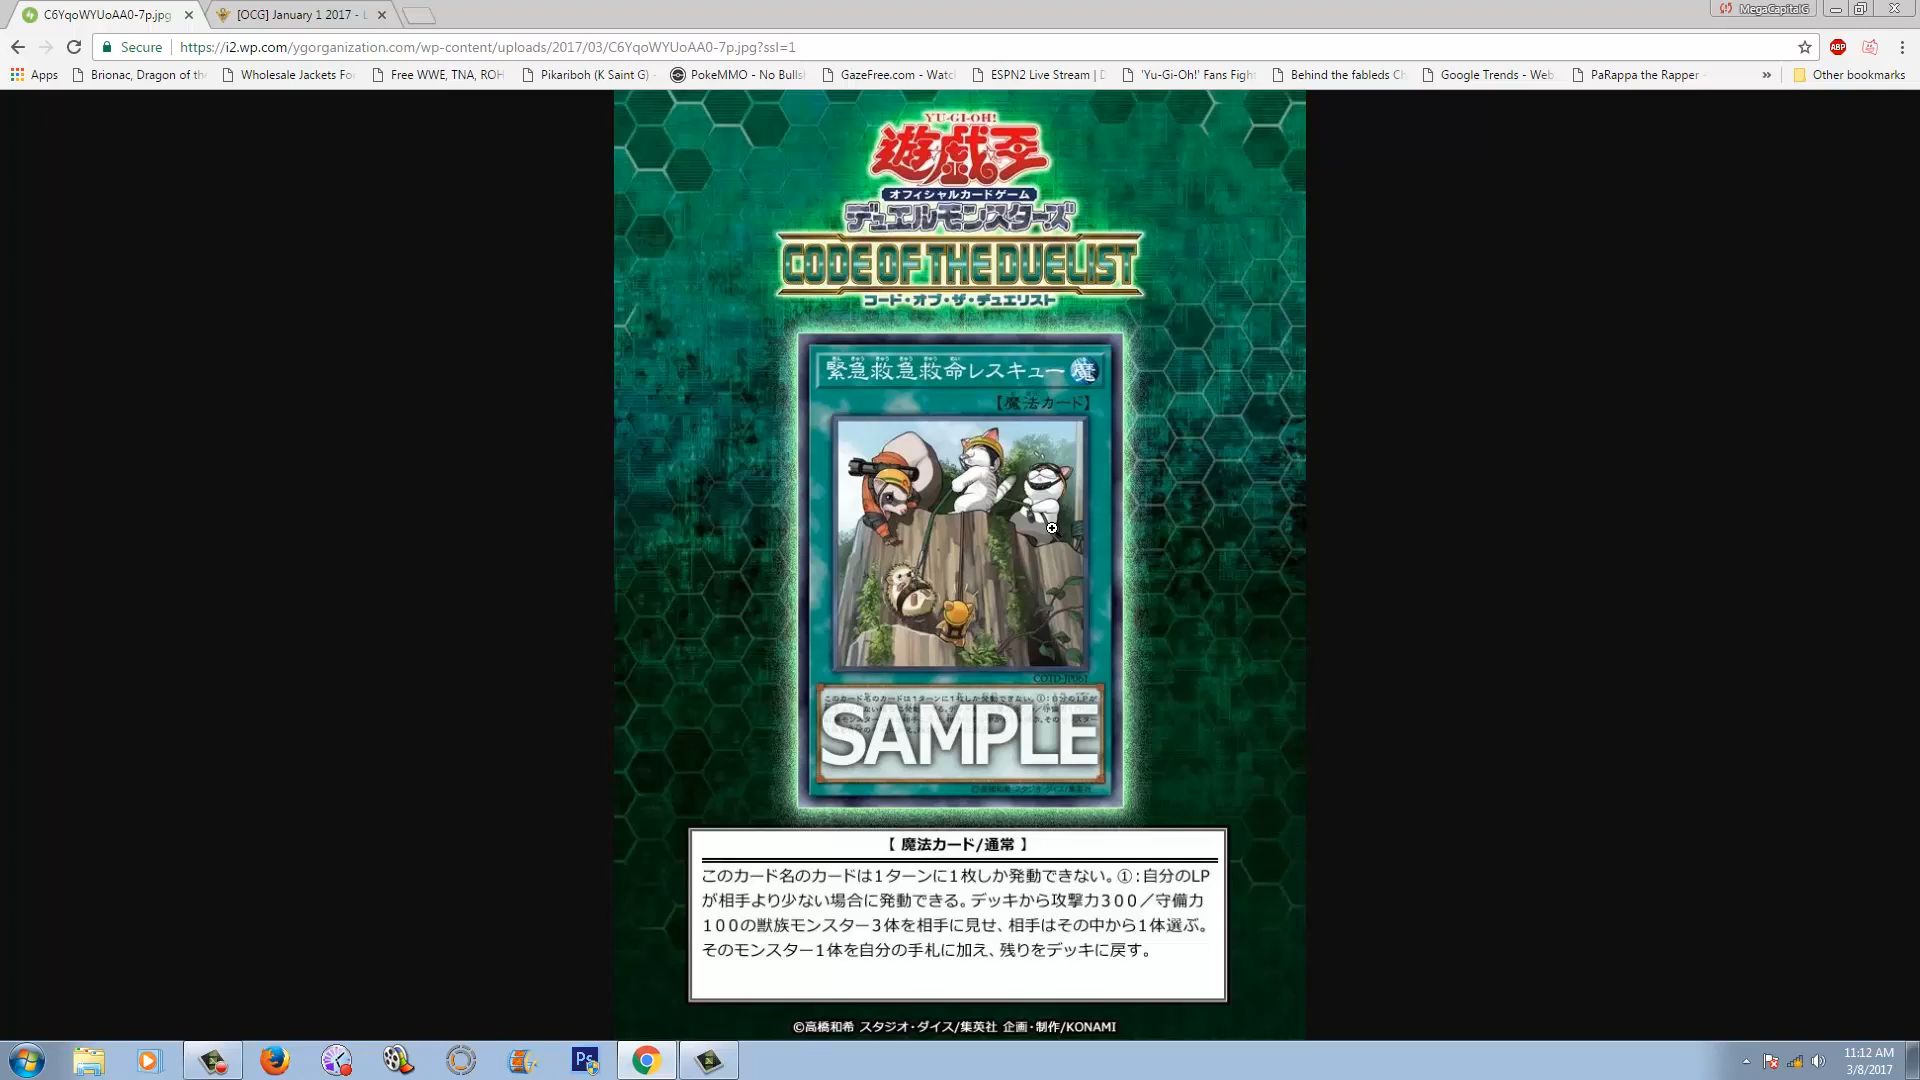 C6YqoWYUoAA0-7p.jpg
[OCG] January 1 2017 -
MegaCapitalG
Secure
https://i2.wp.com/ygorganization.com/wp-content/uploads/2017/03/C6YqoWYUoAA0-7p.jpg?ssl=1
ABP
Apps
Brionac, Dragon of the
Wholesale Jackets For
Free WWE, TNA, ROH
Pikariboh (K Saint G) -
PokeMMO - No Bulls
GazeFree.com - Watc
ESPN2 Live Stream |
'Yu-Gi-Oh!' Fans Figh
Behind the fableds C
Google Trends - Web
PaRappa the Rapper
»
Other bookmarks
YU-GI-OH!
遊戯王
オフィシャルカードゲーム
デュエルモンスターズ
CODE OF THE DUELIST
コード・オブ・ザ・デュエリスト
緊急救急救命レスキュー 魔
【魔法カード】
COTD-JP061
SAMPLE
【 魔法カード/通常 】
このカード名のカードは1ターンに1枚しか発動できない。①:自分のLP
が相手より少ない場合に発動できる。デッキから攻撃力300/守備力
100の獣族モンスター3体を相手に見せ、相手はその中から1体選ぶ。
そのモンスター1体を自分の手札に加え、残りをデッキに戻す。
©高橋和希 スタジオ・ダイス/集英社 企画・制作/KONAMI
Ps
11:12 AM
3/8/2017